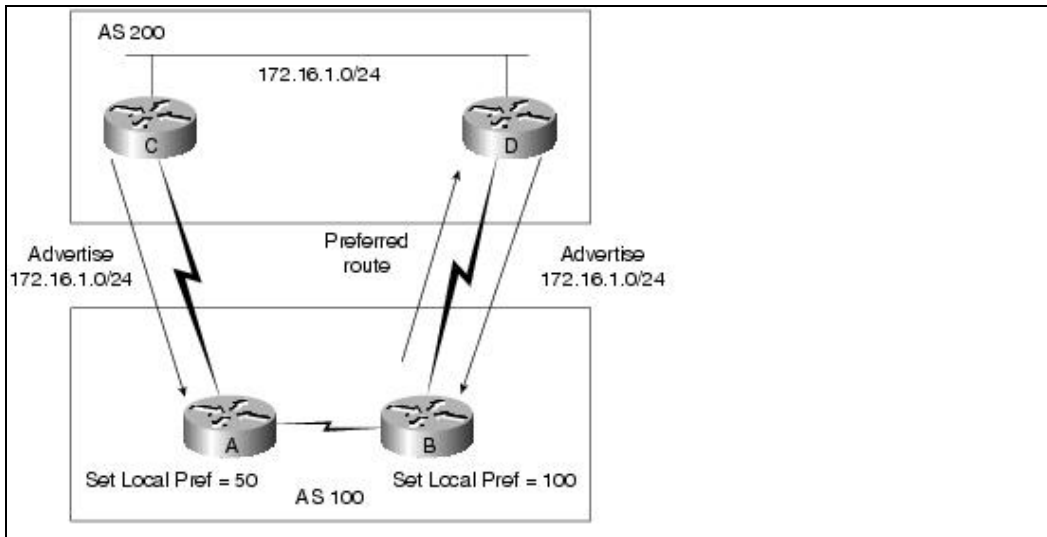 AS 200
172.16.1.0/24
C
D
Advertise
172.16.1.0/24
Preferred
route
Advertise
172.16.1.0/24
A
B
Set Local Pref = 50
AS 100
Set Local Pref = 100